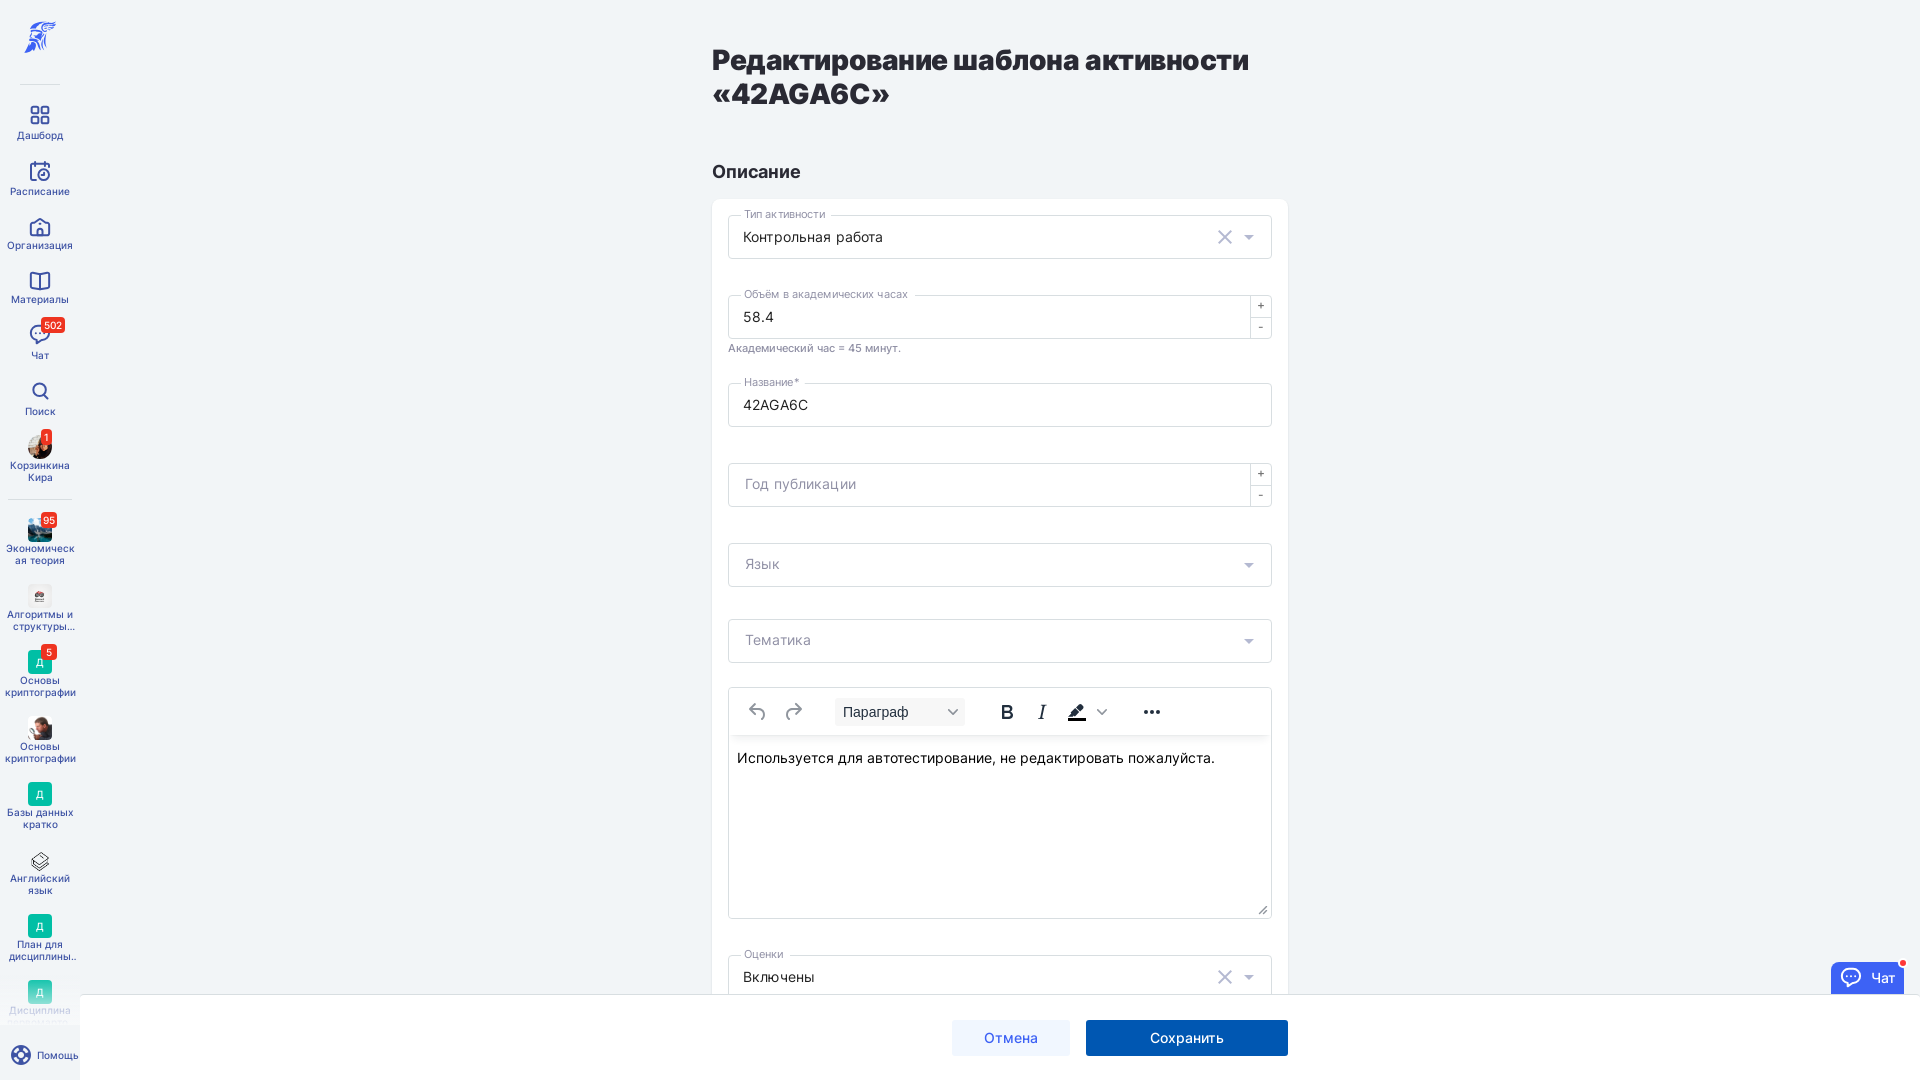 Дашборд
Расписание
Организация
Материалы
502
Чат
Поиск
1
Корзинкина
Кира
95
Экономическ
ая теория
Алгоритмы и
структуры...
Д
5
Основы
криптографии
Основы
криптографии
Д
Базы данных
кратко
Английский
язык
Д
План для
дисциплины..
Д
Дисциплина
Помощь
Редактирование шаблона активности
«42AGA6C»
Описание
Тип активности
Контрольная работа
Объём в академических часах
58.4
+
-
Академический час = 45 минут.
Название*
42AGA6C
Год публикации
+
-
Язык
Тематика
Параграф
B
I
Используется для автотестирование, не редактировать пожалуйста.
Оценки
Включены
Отмена
Сохранить
Чат